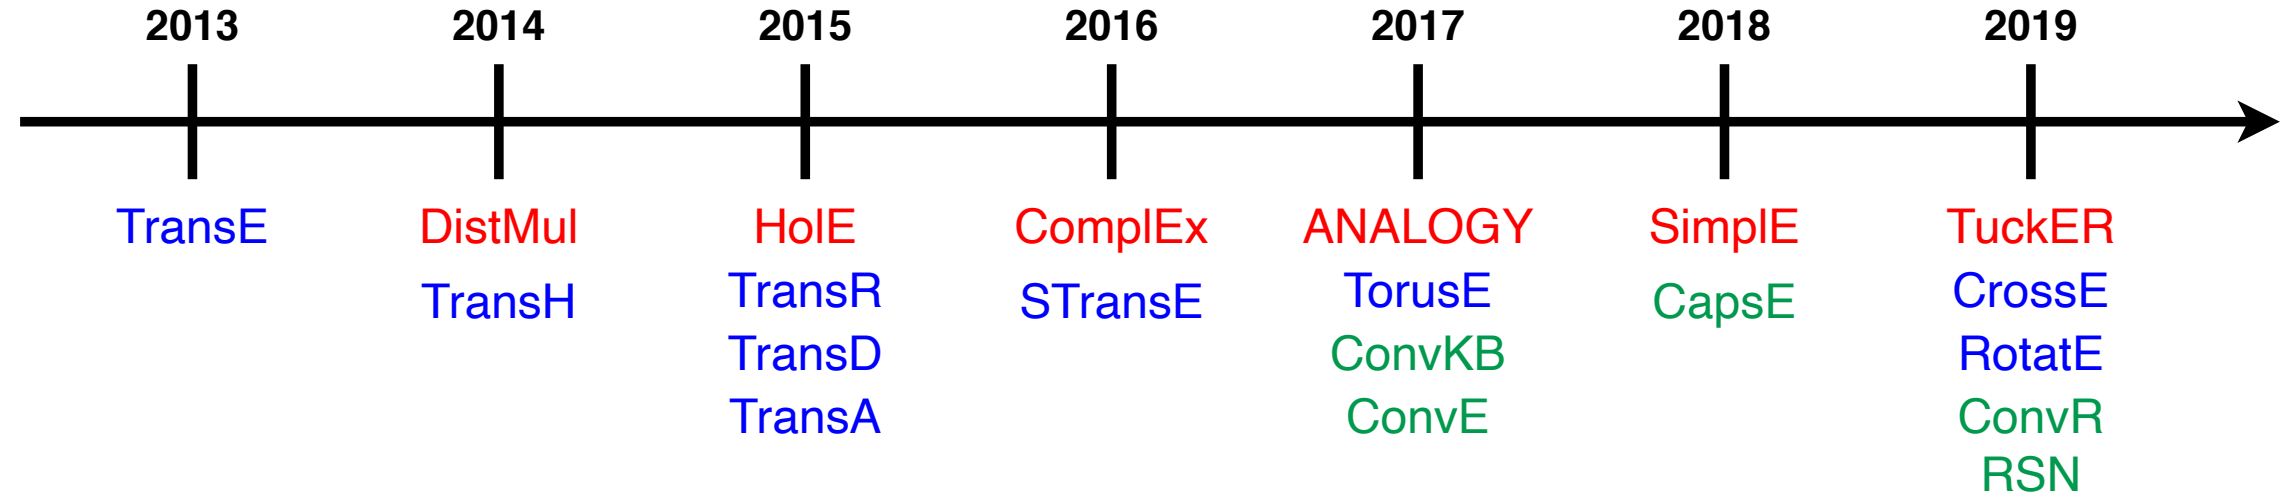 2013 2014 2015 2016 2017 2018 2019
TransE DistMul HolE ComplEx ANALOGY SimplE TuckER
TransH TransR STransE TorusE CapsE CrossE
TransD ConvKB RotatE
TransA ConvE ConvR
RSN